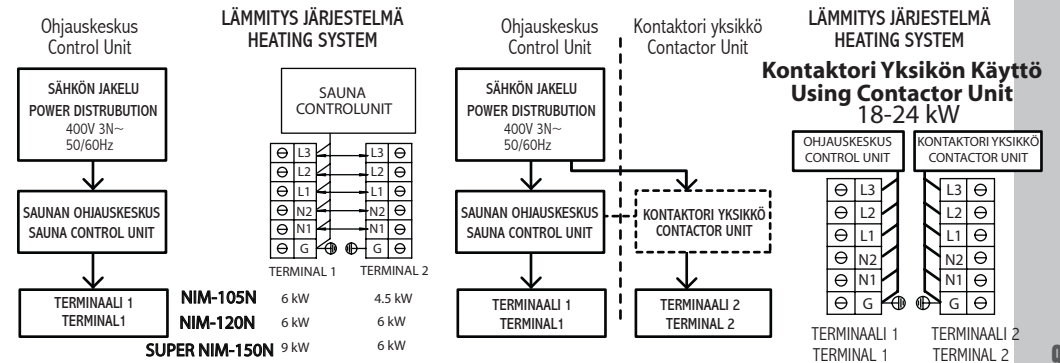 Ohjauskeskus
Control Unit
SÄHKÖN JAKELU
POWER DISTRUBUTION
400V 3N~
50/60Hz
SAUNAN OHJAUSKESKUS
SAUNA CONTROL UNIT
TERMINAALI 1
TERMINAL1
LÄMMITYS JÄRJESTELMÄ
HEATING SYSTEM
SAUNA
CONTROLUNIT
L3 L3
L2 L2
L1 L1
N2 N2
N1 N1
G G
TERMINAL 1 TERMINAL 2
NIM-105N 6 kW 4.5 kW
NIM-120N 6 kW 6 kW
SUPER NIM-150N 9 kW 6 kW
Ohjauskeskus
Control Unit
Kontaktori yksikkö
Contactor Unit
SÄHKÖN JAKELU
POWER DISTRUBUTION
400V 3N~
50/60Hz
SAUNAN OHJAUSKESKUS
SAUNA CONTROL UNIT
KONTAKTORI YKSIKKÖ
CONTACTOR UNIT
TERMINAALI 1
TERMINAL1
TERMINAALI 2
TERMINAL 2
LÄMMITYS JÄRJESTELMÄ
HEATING SYSTEM
Kontaktori Yksikön Käyttö
Using Contactor Unit
18-24 kW
OHJAUSKESKUS
CONTROL UNIT
KONTAKTORI YKSIKKÖ
CONTACTOR UNIT
L3 L3
L2 L2
L1 L1
N2 N2
N1 N1
G G
TERMINAALI 1
TERMINAL 1
TERMINAALI 2
TERMINAL 2